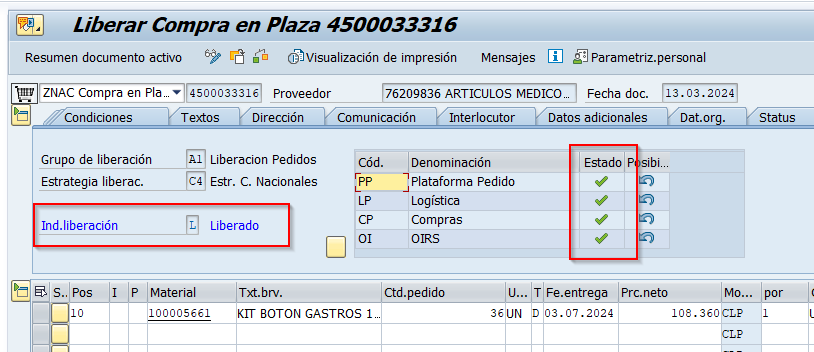 Liberar Compra en Plaza 4500033316
Resumen documento activo Visualización de impresión Mensajes Parametriz.personal
ZNAC Compra en Pla... 4500033316 Proveedor 76209836 ARTICULOS MEDICO... Fecha doc. 13.03.2024
Condiciones Textos Dirección Comunicación Interlocutor Datos adicionales Dat.org. Status
Grupo de liberación A1 Liberacion Pedidos
Estrategia liberac. C4 Estr. C. Nacionales
Ind.liberación L Liberado
Cód. Denominación Estado Posibi...
PP Plataforma Pedido
LP Logística
CP Compras
OI OIRS
S.. Pos I P Material Txt.brv. Ctd.pedido U... T Fe.entrega Prc.neto Mo... por
10 100005661 KIT BOTON GASTROS 1... 36 UN D 03.07.2024 108.360 CLP 1
CLP